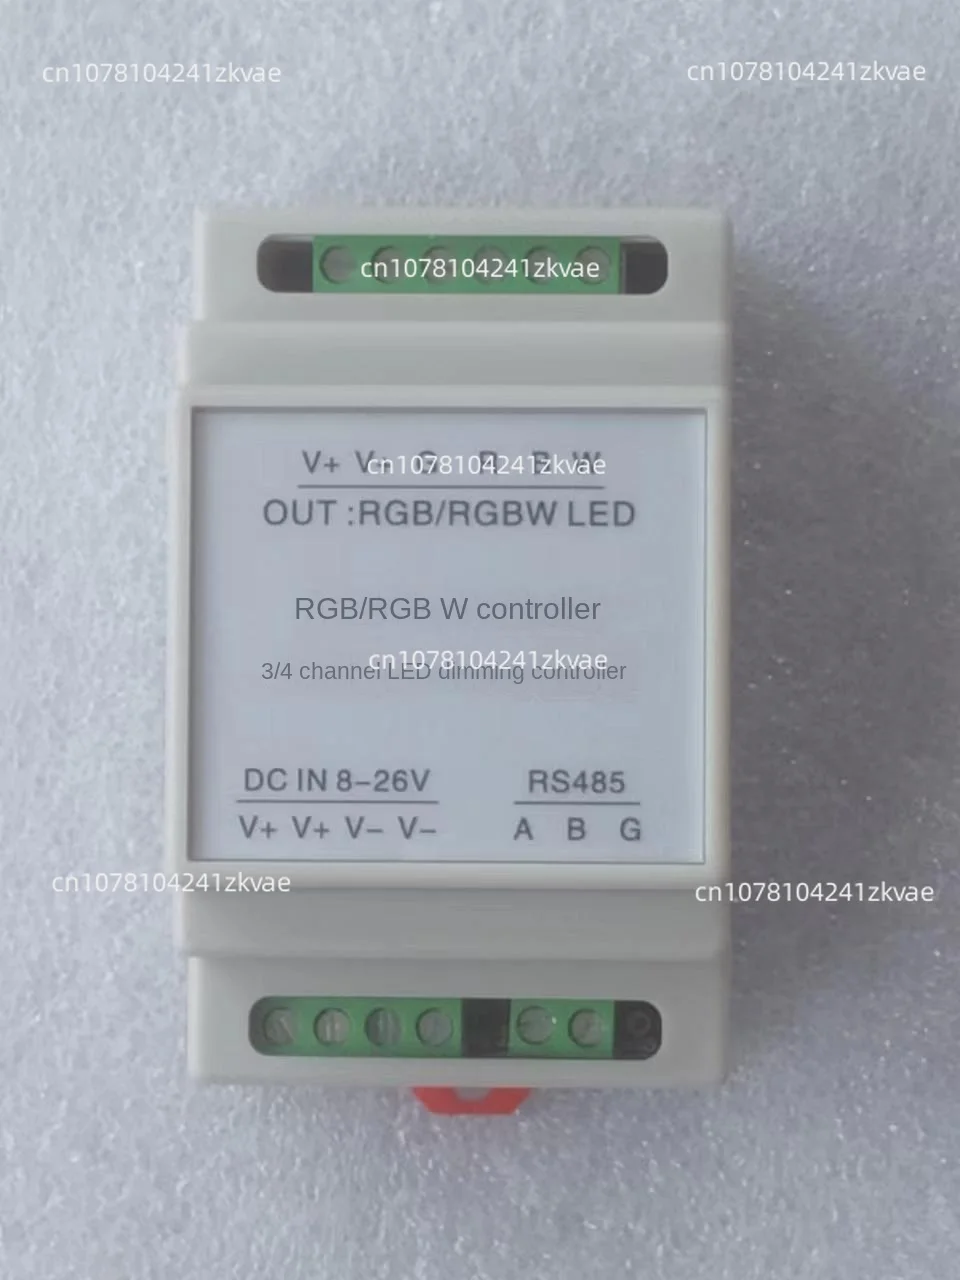 cn1078104241zkvae cn1078104241zkvae
cn1078104241zkvae
V+ V+ G R B W
cn1078104241zkvae
OUT :RGB/RGBW LED
RGB/RGB W controller
cn1078104241zkvae
3/4 channel LED dimming controller
DC IN 8–26V RS485
V+ V+ V– V– A B G
cn1078104241zkvae cn1078104241zkvae